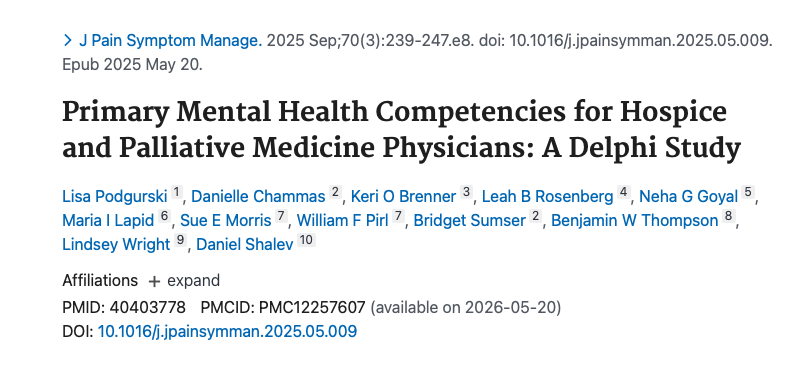 > J Pain Symptom Manage. 2025 Sep;70(3):239-247.e8. doi: 10.1016/j.jpainsymman.2025.05.009.
Epub 2025 May 20.
Primary Mental Health Competencies for Hospice
and Palliative Medicine Physicians: A Delphi Study
Lisa Podgurski 1, Danielle Chammas 2, Keri O Brenner 3, Leah B Rosenberg 4, Neha G Goyal 5,
Maria I Lapid 6, Sue E Morris 7, William F Pirl 7, Bridget Sumser 2, Benjamin W Thompson 8,
Lindsey Wright 9, Daniel Shalev 10
Affiliations + expand
PMID: 40403778 PMCID: PMC12257607 (available on 2026-05-20)
DOI: 10.1016/j.jpainsymman.2025.05.009